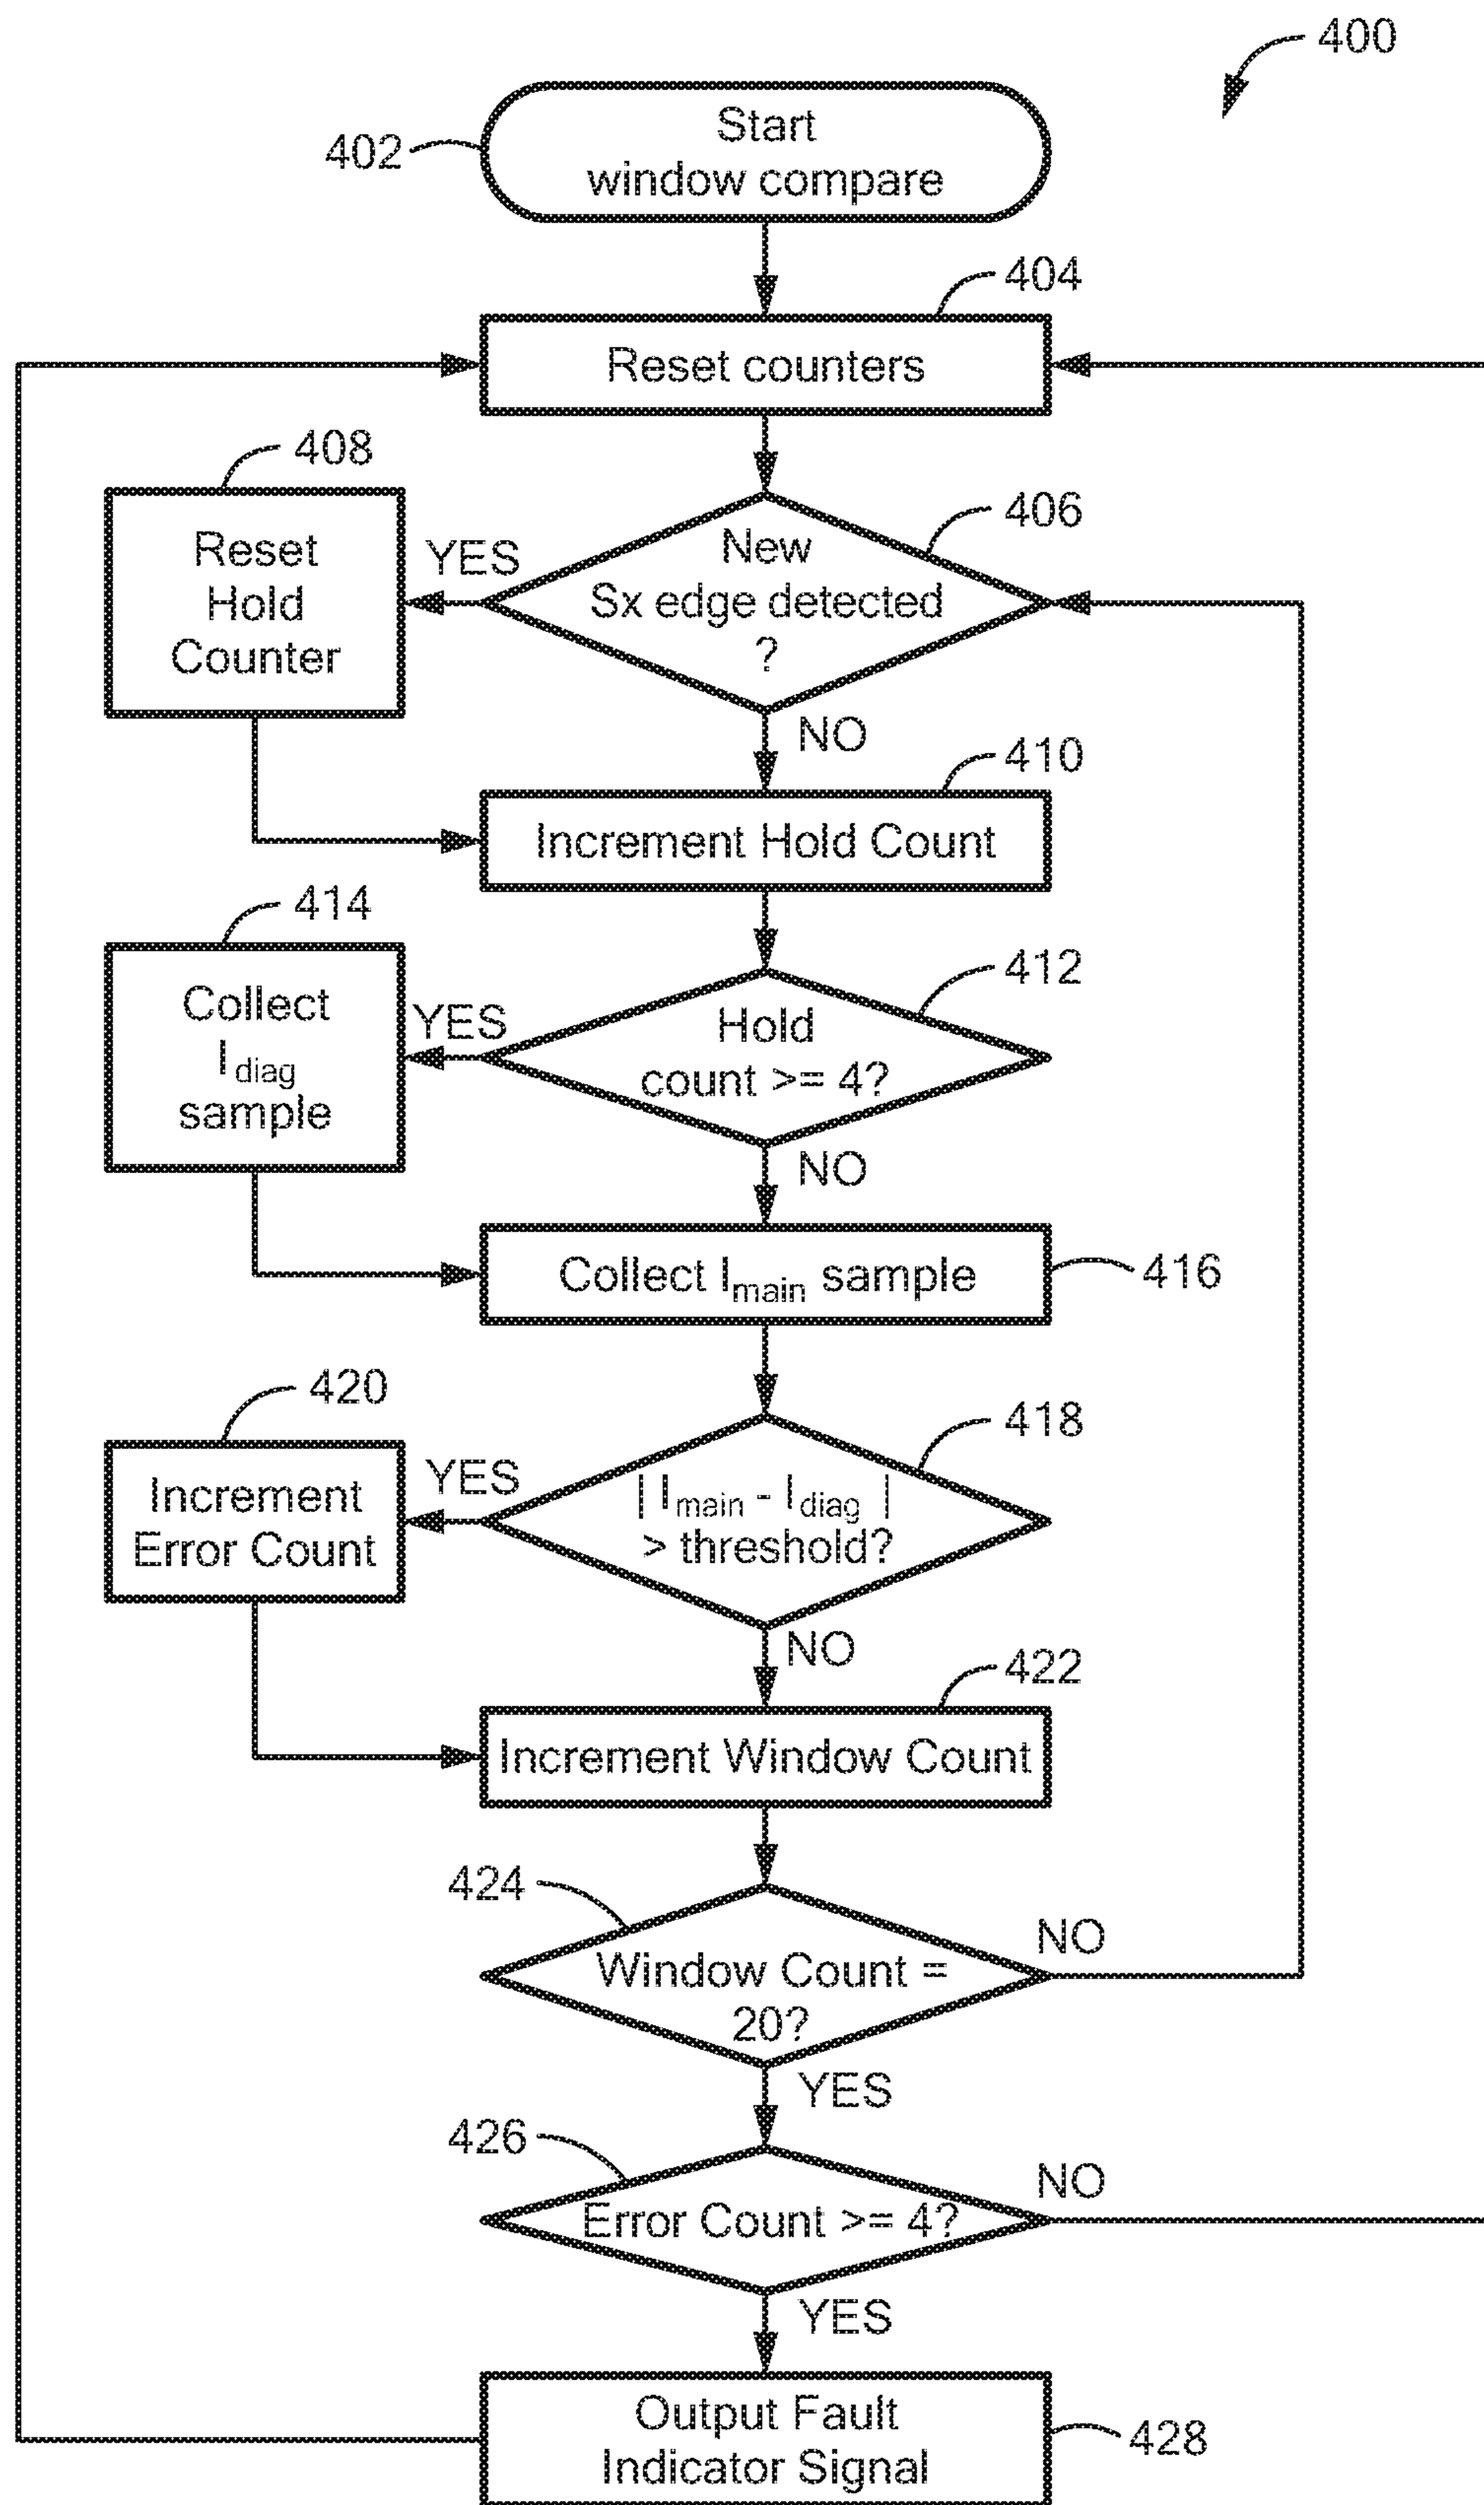 400
402
Start
window compare
404
Reset counters
408
Reset
Hold
Counter
YES
406
New
Sx edge detected
?
NO
410
Increment Hold Count
414
Collect
I diag
sample
YES
412
Hold
count >= 4?
NO
Collect I main sample
416
420
Increment
Error Count
YES
418
| I main - I diag |
> threshold?
NO
422
Increment Window Count
424
Window Count =
20?
NO
YES
426
Error Count >= 4?
NO
YES
Output Fault
Indicator Signal
428